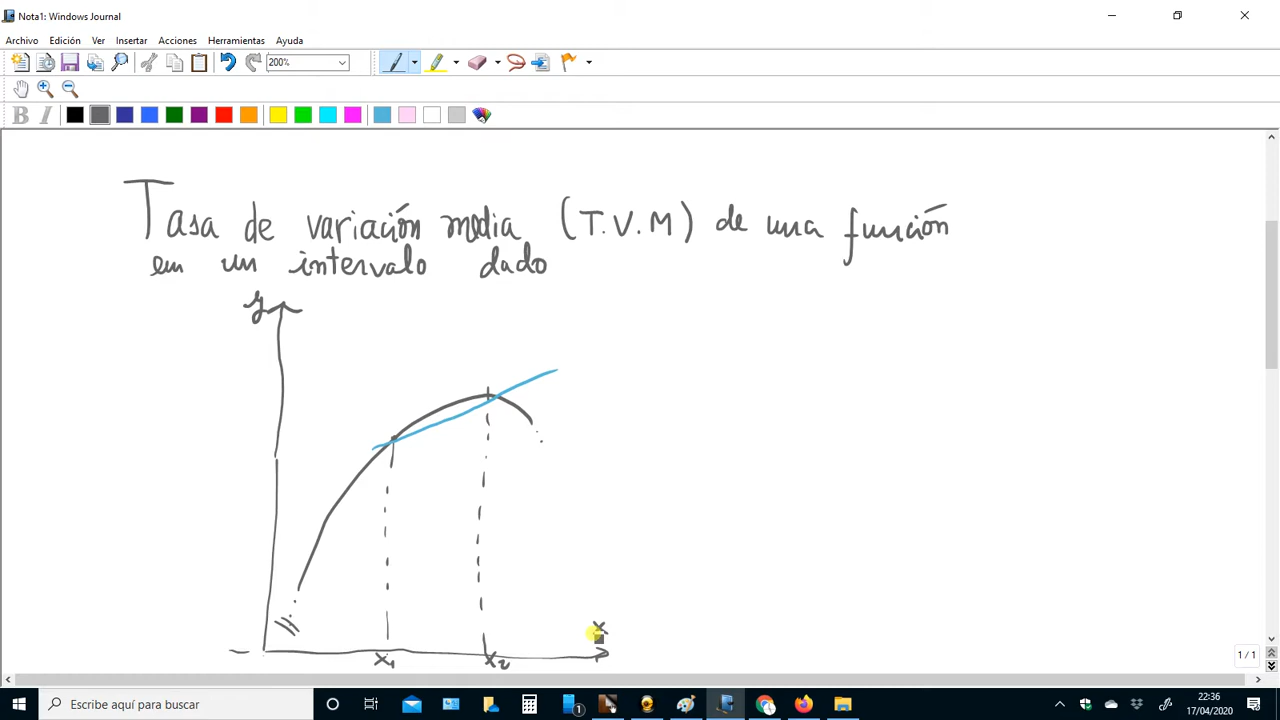 Nota1: Windows Journal
Archivo Edición Ver Insertar Acciones Herramientas Ayuda
200%
B I
Tasa de variación media (T.V.M) de una función
en un intervalo dado
y
x
x1 x2
1 / 1
Escribe aquí para buscar
1
22:36
17/04/2020